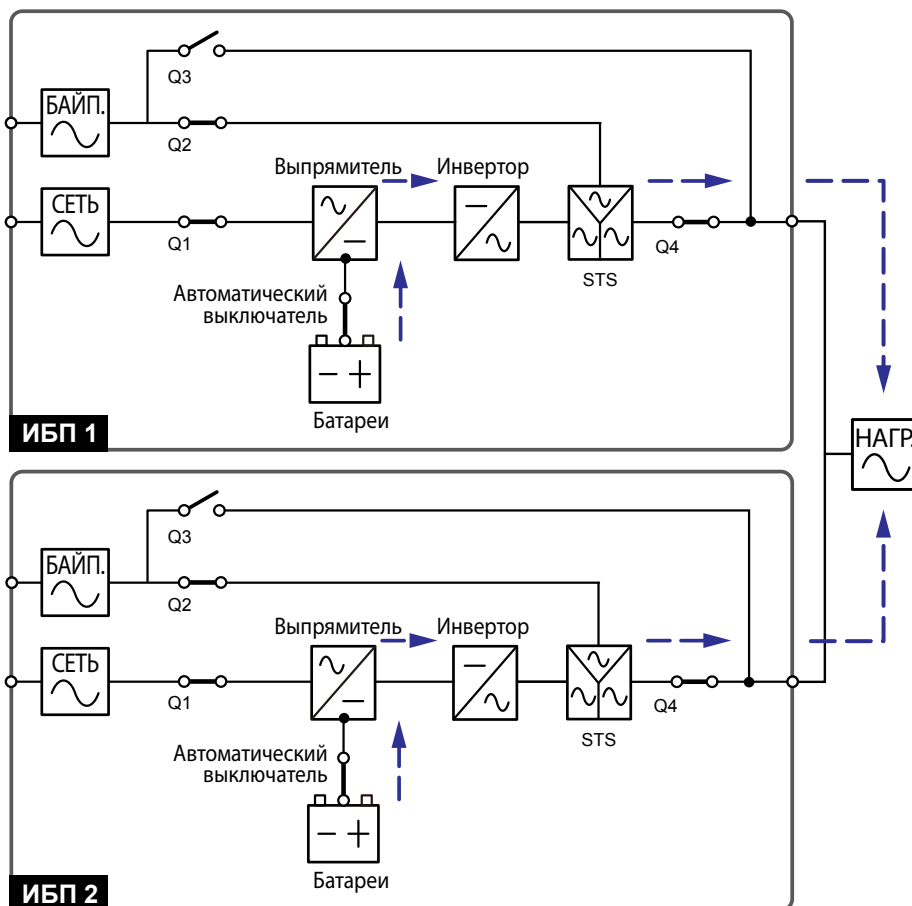 Q3
БАЙП.
Q2
Выпрямитель Инвертор
СЕТЬ
Q1
STS
Q4
Автоматический
выключатель
Батареи
ИБП 1
НАГР.
Q3
БАЙП.
Q2
Выпрямитель Инвертор
СЕТЬ
Q1
STS
Q4
Автоматический
выключатель
Батареи
ИБП 2